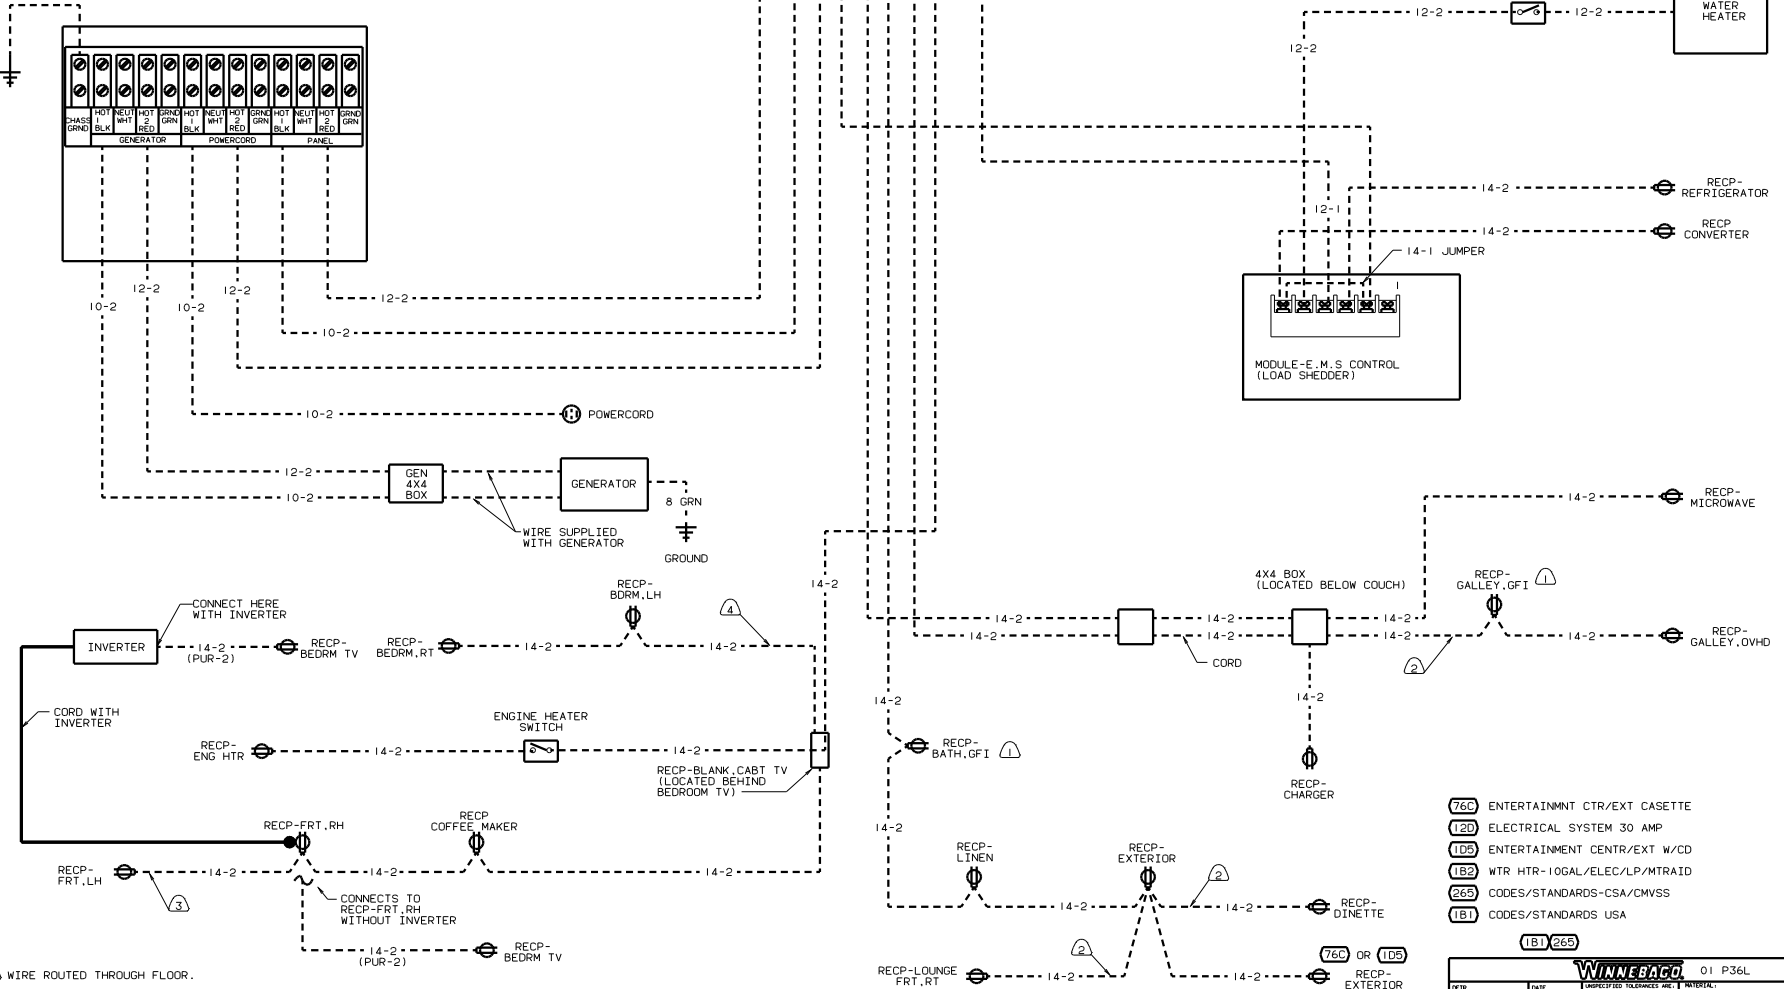 CHASS
GRND
HOT
1
BLK
NEUT
WHT
HOT
2
RED
GRND
GRN
HOT
1
BLK
NEUT
WHT
HOT
2
RED
GRND
GRN
HOT
1
BLK
NEUT
WHT
HOT
2
RED
GRND
GRN
GENERATOR
POWERCORD
PANEL
12-2
12-2
WATER
HEATER
12-2
14-2
RECP-
REFRIGERATOR
12-1
14-2
RECP
CONVERTER
14-1 JUMPER
1
MODULE-E.M.S CONTROL
(LOAD SHEDDER)
10-2
12-2
10-2
12-2
12-2
10-2
10-2
POWERCORD
12-2
10-2
GEN
4X4
BOX
GENERATOR
8 GRN
GROUND
WIRE SUPPLIED
WITH GENERATOR
14-2
RECP-
MICROWAVE
CONNECT HERE
WITH INVERTER
INVERTER
14-2
(PUR-2)
RECP-
BEDRM TV
RECP-
BEDRM,RT
14-2
RECP-
BDRM,LH
14-2
4
14-2
14-2
14-2
CORD
14-2
14-2
4X4 BOX
(LOCATED BELOW COUCH)
14-2
14-2
2
RECP-
GALLEY,GFI
1
14-2
RECP-
GALLEY,OVHD
14-2
RECP-
CHARGER
CORD WITH
INVERTER
RECP-
ENG HTR
14-2
ENGINE HEATER
SWITCH
14-2
RECP-BLANK,CABT TV
(LOCATED BEHIND
BEDROOM TV)
14-2
RECP-
BATH,GFI
1
14-2
RECP-FRT,RH
RECP
COFFEE MAKER
RECP-
FRT,LH
3
14-2
14-2
14-2
CONNECTS TO
RECP-FRT,RH
WITHOUT INVERTER
14-2
(PUR-2)
RECP-
BEDRM TV
RECP-
LINEN
14-2
RECP-
EXTERIOR
2
14-2
RECP-
DINETTE
RECP-LOUNGE
FRT,RT
14-2
2
14-2
76C OR 1D5
RECP-
EXTERIOR
76C ENTERTAINMNT CTR/EXT CASETTE
12D ELECTRICAL SYSTEM 30 AMP
1D5 ENTERTAINMENT CENTR/EXT W/CD
1B2 WTR HTR-10GAL/ELEC/LP/MTRAID
265 CODES/STANDARDS-CSA/CMVSS
1B1 CODES/STANDARDS USA
1B1 265
WINNEBAGO 01 P36L
DATE
UNSPECIFIED TOLERANCES ARE:
MATERIAL:
WIRE ROUTED THROUGH FLOOR.